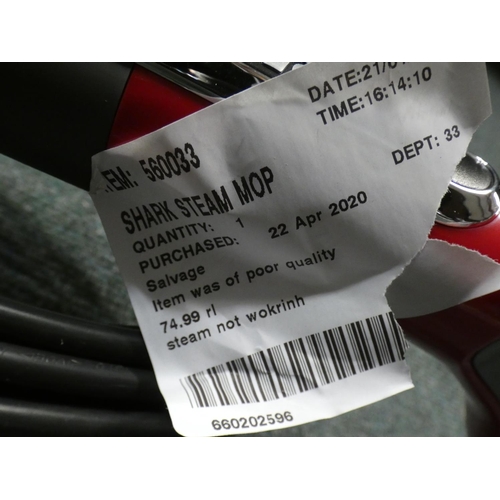 DATE:21/01
TIME:16:14:10
DEPT: 33
EM: 560033
SHARK STEAM MOP
QUANTITY: 1
PURCHASED: 22 Apr 2020
Salvage
Item was of poor quality
74.99 rl
steam not wokrinh
660202596